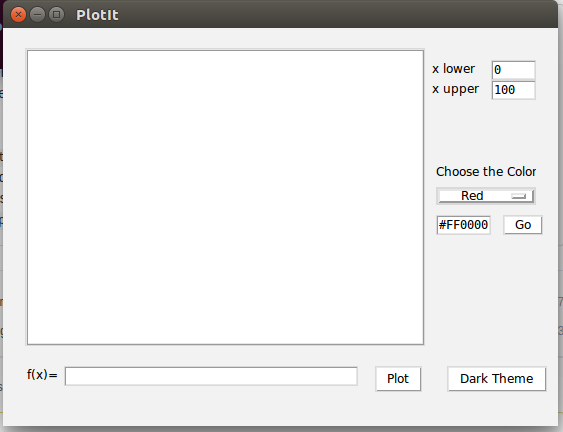 PlotIt
x lower 0
x upper 100
Choose the Color
Red
#FF0000 Go
f(x)= Plot Dark Theme